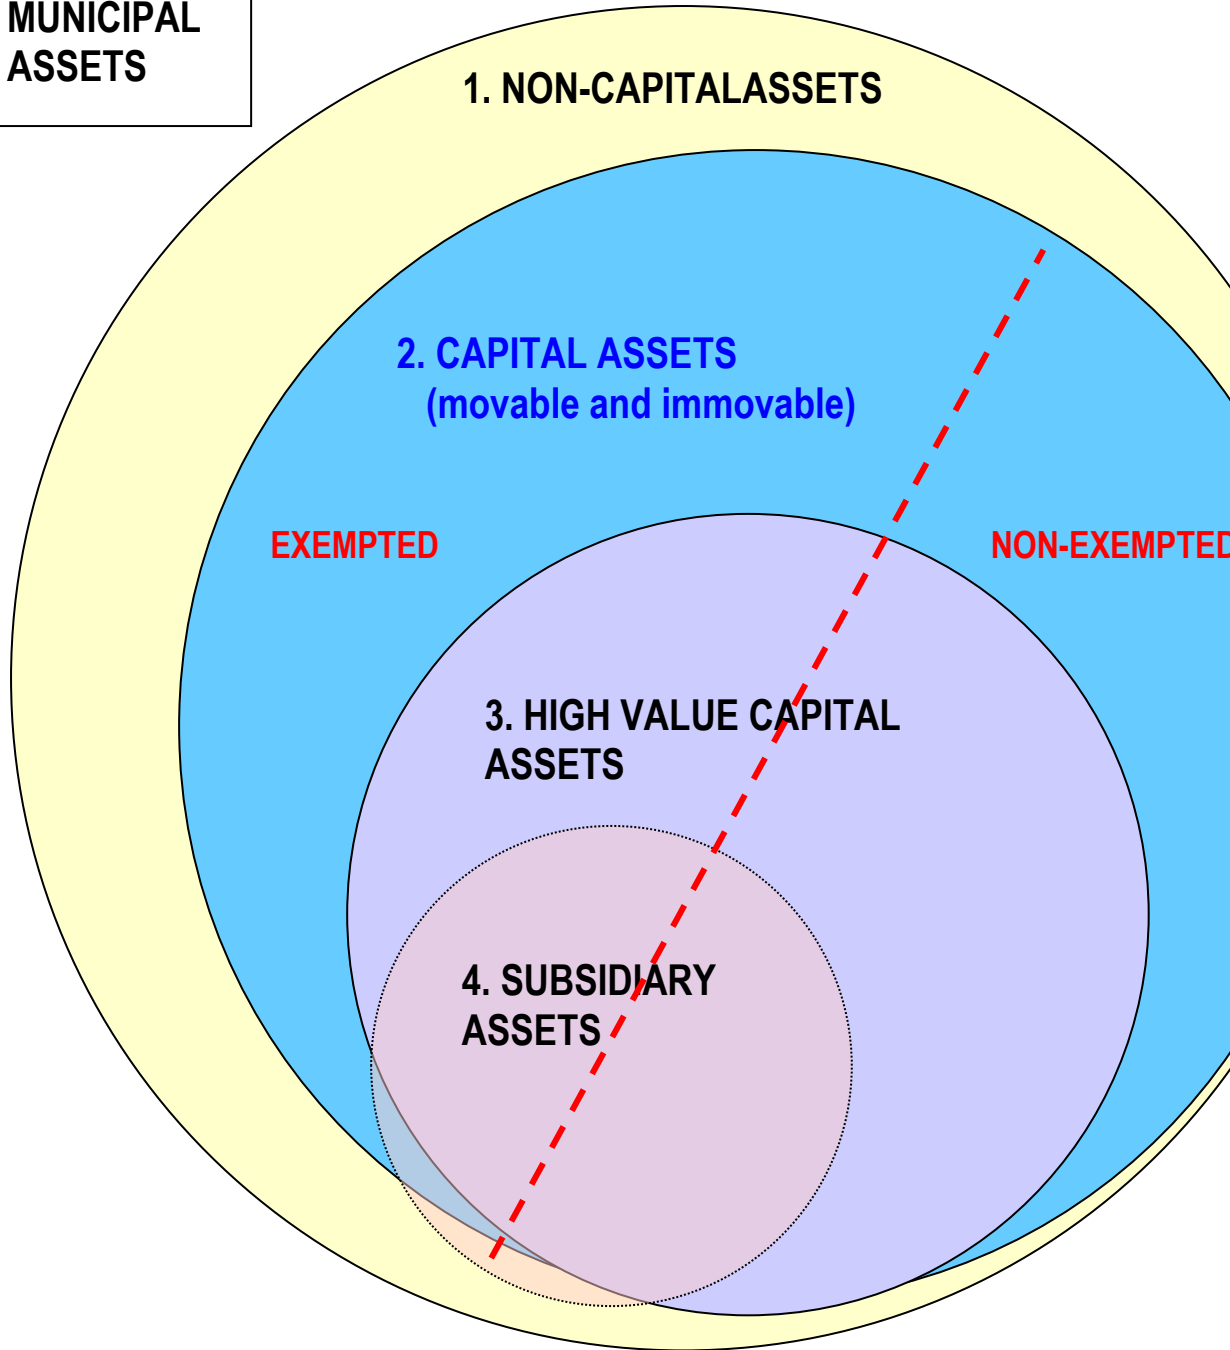 MUNICIPAL
ASSETS
1. NON-CAPITALASSETS
2. CAPITAL ASSETS
(movable and immovable)
EXEMPTED
NON-EXEMPTED
3. HIGH VALUE CAPITAL
ASSETS
4. SUBSIDIARY
ASSETS